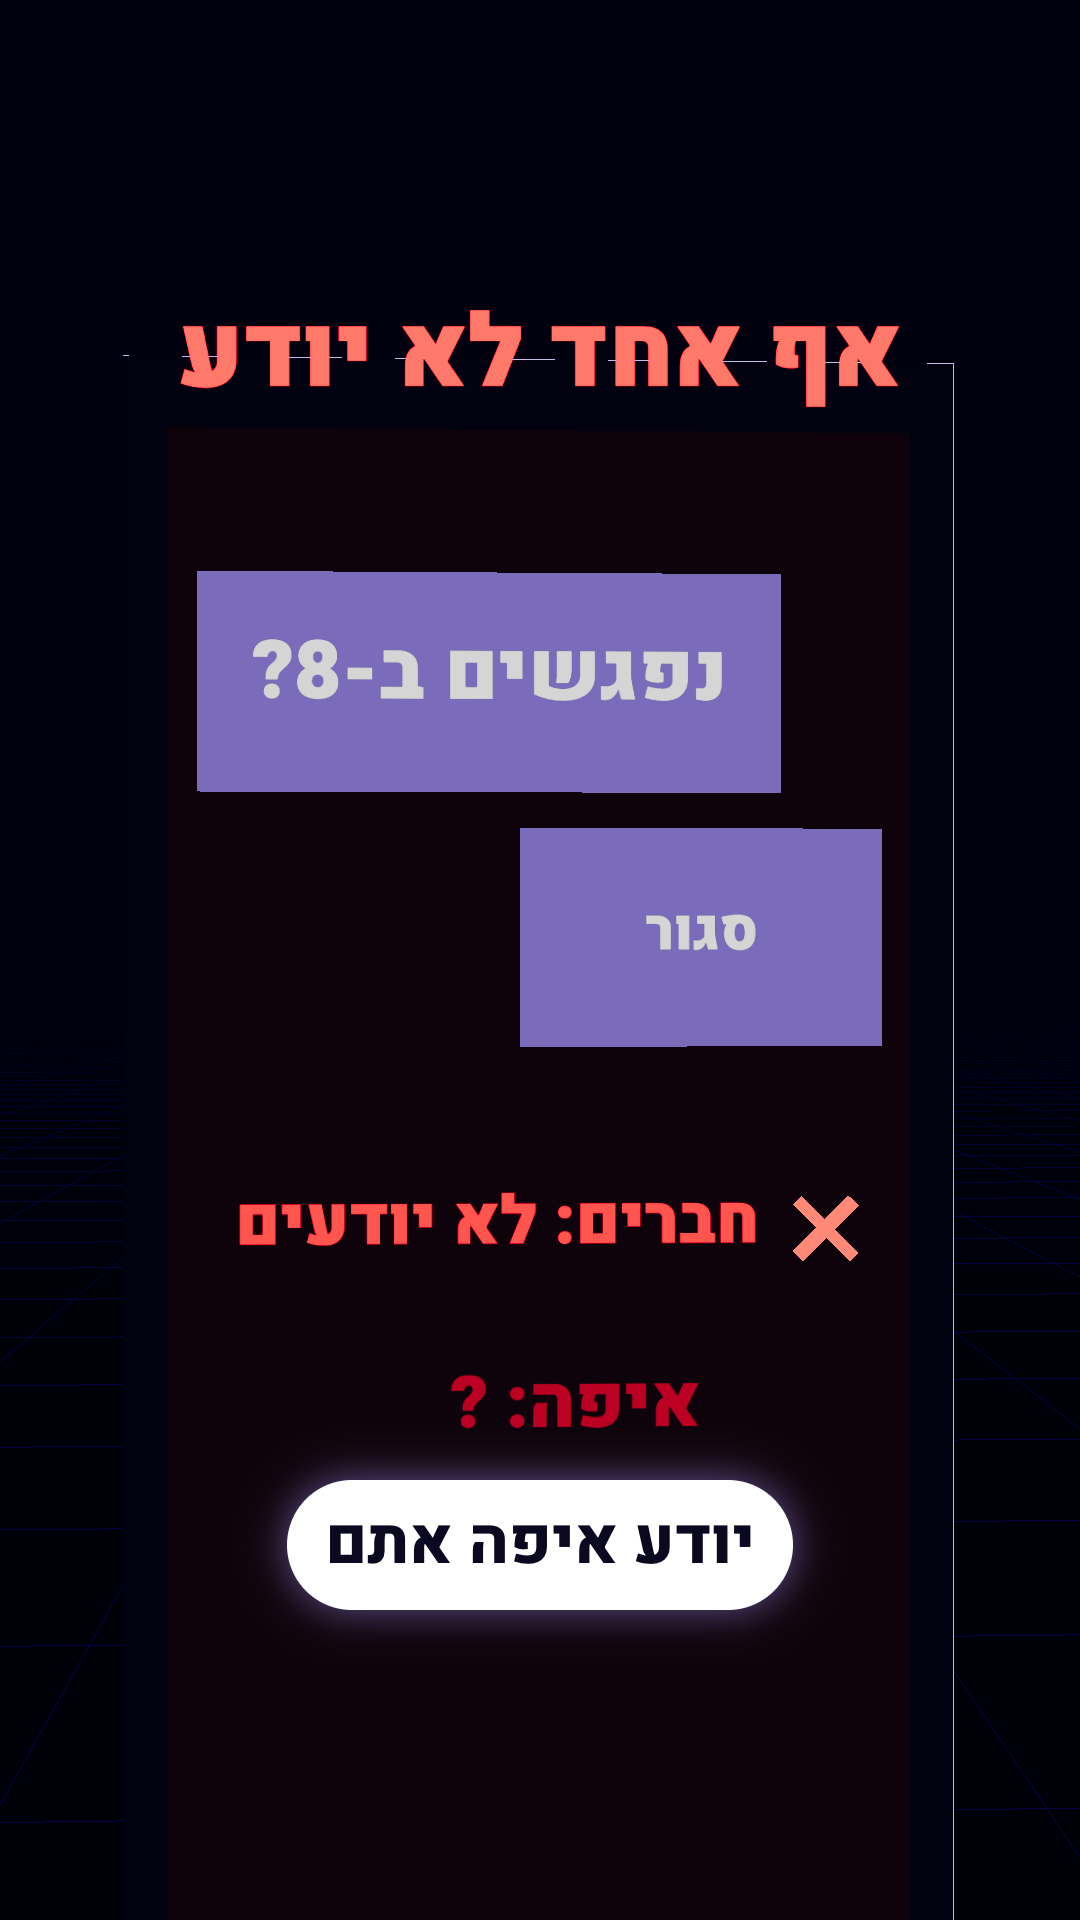 אף אחד לא יודע
נפגשים ב-8?
סגור
חברים: לא יודעים
איפה: ?
יודע איפה אתם